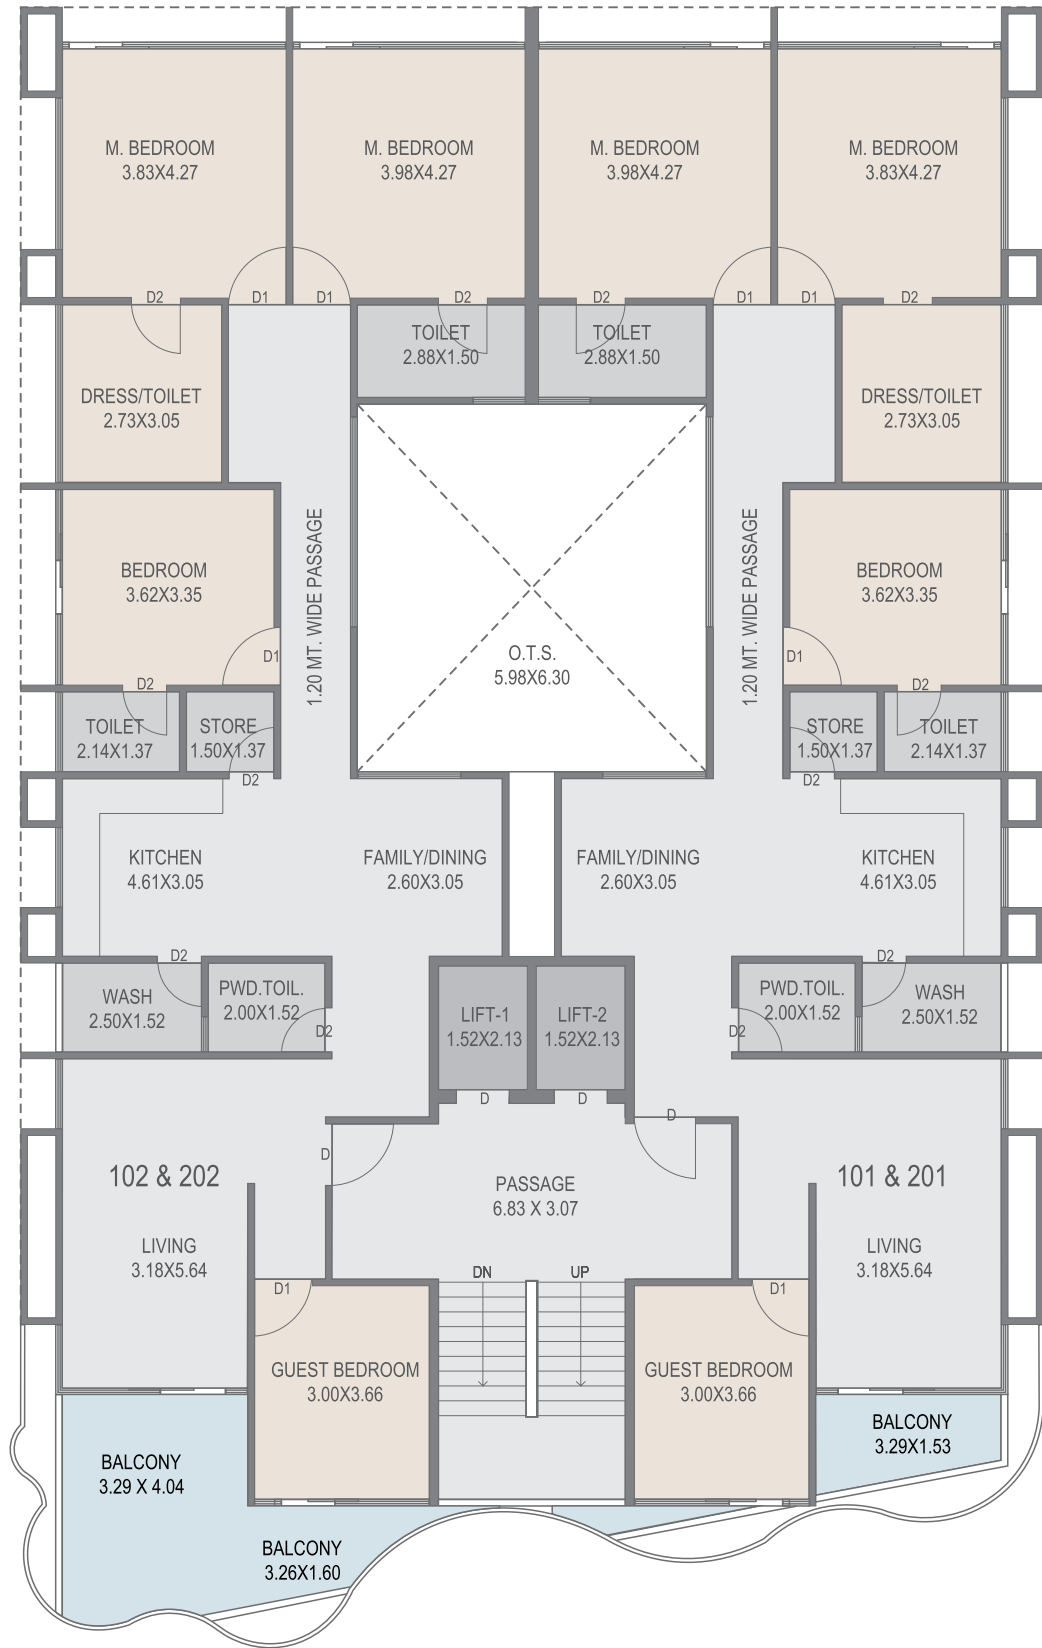 M. BEDROOM
3.83X4.27
M. BEDROOM
3.98X4.27
M. BEDROOM
3.98X4.27
M. BEDROOM
3.83X4.27
D2
D1
D1
D2
D2
D1
D1
D2
TOILET
2.88X1.50
TOILET
2.88X1.50
DRESS/TOILET
2.73X3.05
DRESS/TOILET
2.73X3.05
1.20 MT. WIDE PASSAGE
1.20 MT. WIDE PASSAGE
BEDROOM
3.62X3.35
BEDROOM
3.62X3.35
O.T.S.
5.98X6.30
D1
D1
D2
D2
TOILET
2.14X1.37
STORE
1.50X1.37
STORE
1.50X1.37
TOILET
2.14X1.37
D2
D2
KITCHEN
4.61X3.05
FAMILY/DINING
2.60X3.05
FAMILY/DINING
2.60X3.05
KITCHEN
4.61X3.05
D2
D2
WASH
2.50X1.52
PWD.TOIL.
2.00X1.52
LIFT-1
1.52X2.13
LIFT-2
1.52X2.13
PWD.TOIL.
2.00X1.52
WASH
2.50X1.52
D2
D2
D
D
D
D
102 & 202
PASSAGE
6.83 X 3.07
101 & 201
LIVING
3.18X5.64
LIVING
3.18X5.64
D1
DN
UP
D1
GUEST BEDROOM
3.00X3.66
GUEST BEDROOM
3.00X3.66
BALCONY
3.29X1.53
BALCONY
3.29 X 4.04
BALCONY
3.26X1.60